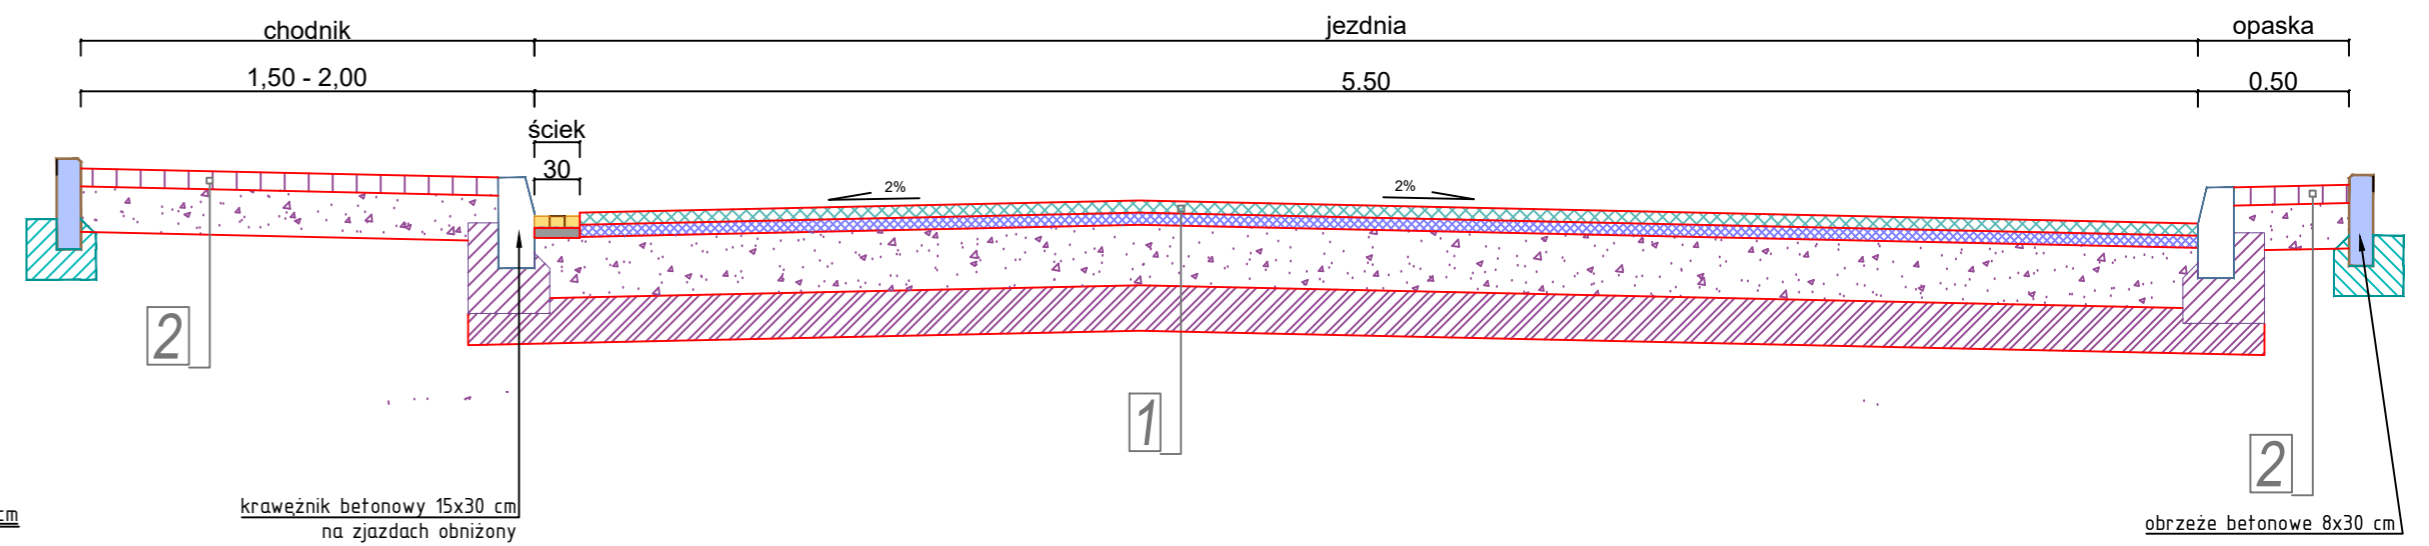 chodnik
jezdnia
opaska
1,50 - 2,00
5.50
0.50
ściek
30
2%
2%
2
1
2
krawężnik betonowy 15x30 cm
na zjazdach obniżony
cm
obrzeże betonowe 8x30 cm